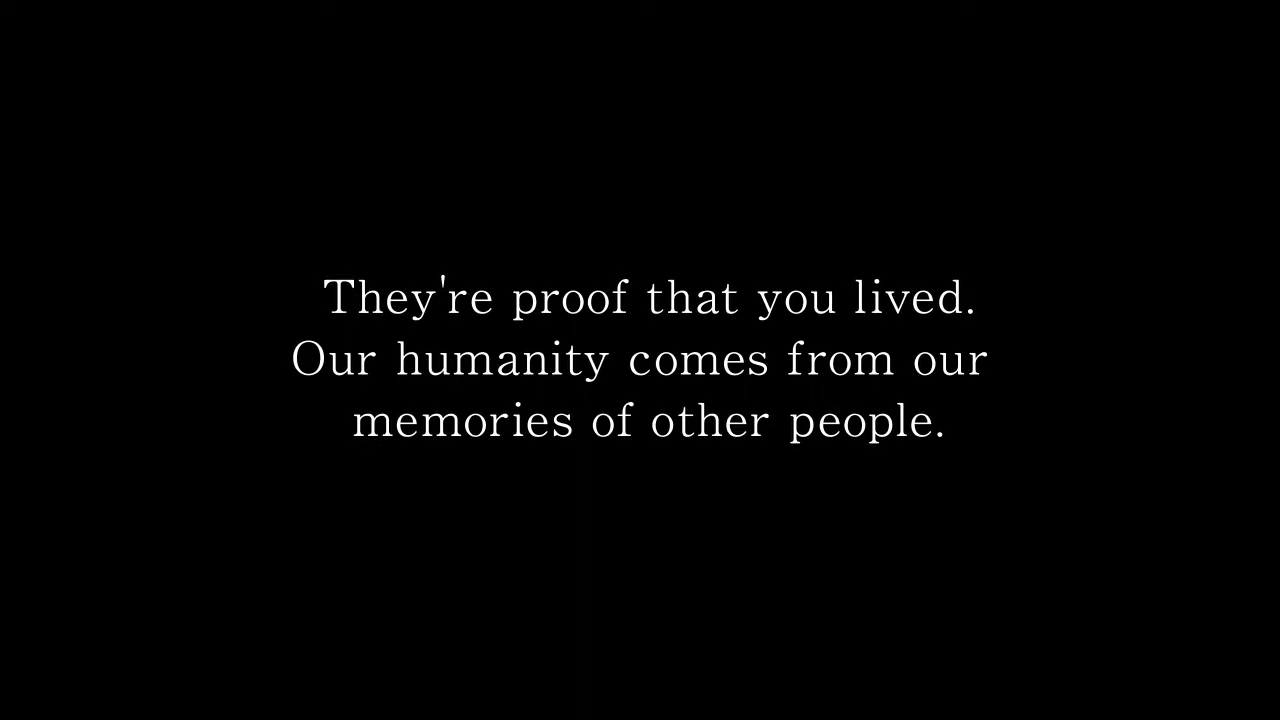 They're proof that you lived.
Our humanity comes from our
memories of other people.